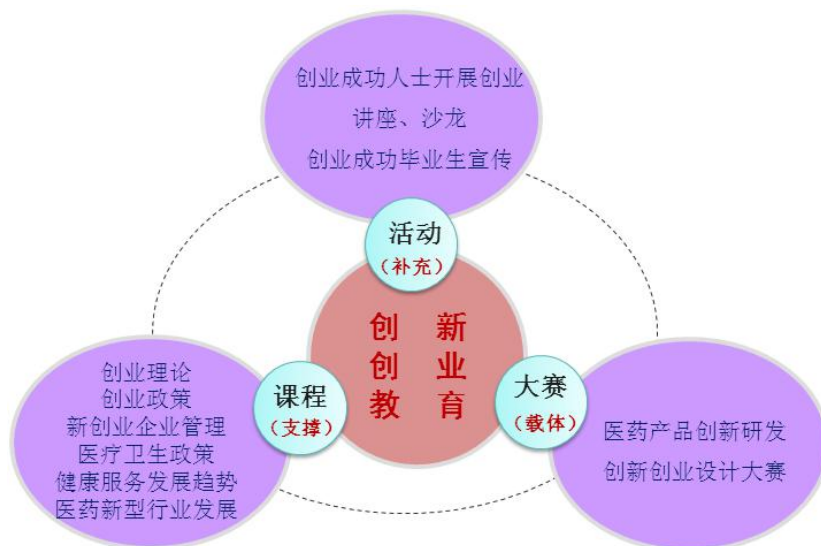 创业成功人士开展创业
讲座、沙龙
创业成功毕业生宣传
活动
（补充）
创 新
创 业
教 育
课程
（支撑）
大赛
（载体）
创业理论
创业政策
新创业企业管理
医疗卫生政策
健康服务发展趋势
医药新型行业发展
医药产品创新研发
创新创业设计大赛